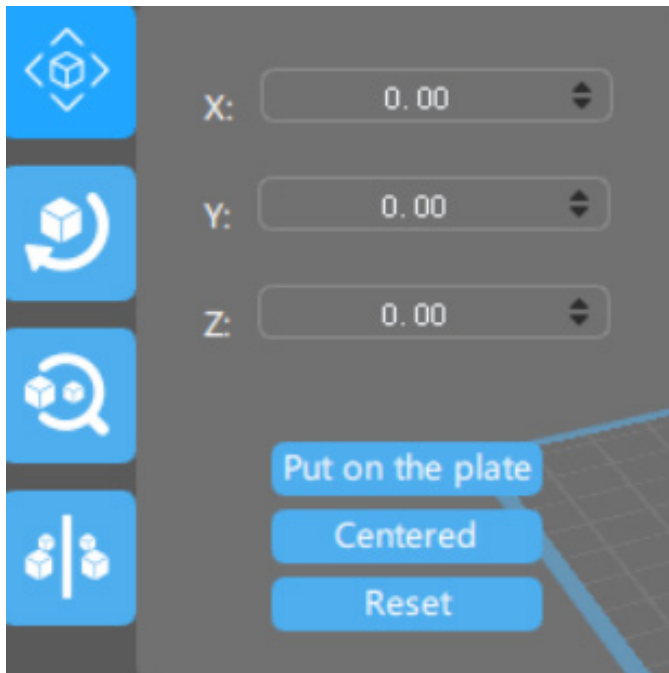 X: 0.00
Y: 0.00
Z: 0.00
Put on the plate
Centered
Reset